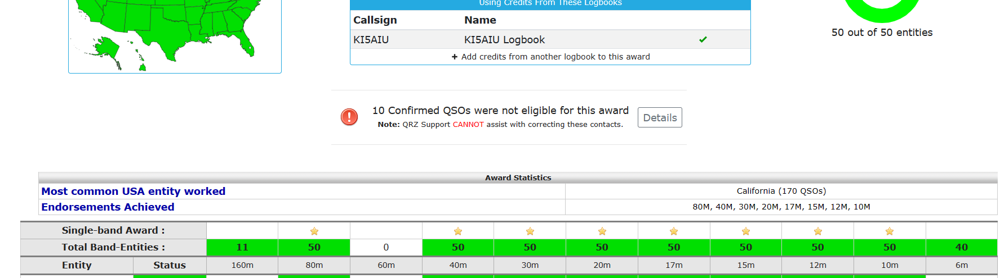 Using Credits From These Logbooks
Callsign Name
KI5AIU KI5AIU Logbook
+ Add credits from another logbook to this award
50 out of 50 entities
10 Confirmed QSOs were not eligible for this award
Note: QRZ Support CANNOT assist with correcting these contacts.
Details
Award Statistics
Most common USA entity worked California (170 QSOs)
Endorsements Achieved 80M, 40M, 30M, 20M, 17M, 15M, 12M, 10M
Single-band Award :
Total Band-Entities : 11 50 0 50 50 50 50 50 50 50 40
Entity Status 160m 80m 60m 40m 30m 20m 17m 15m 12m 10m 6m